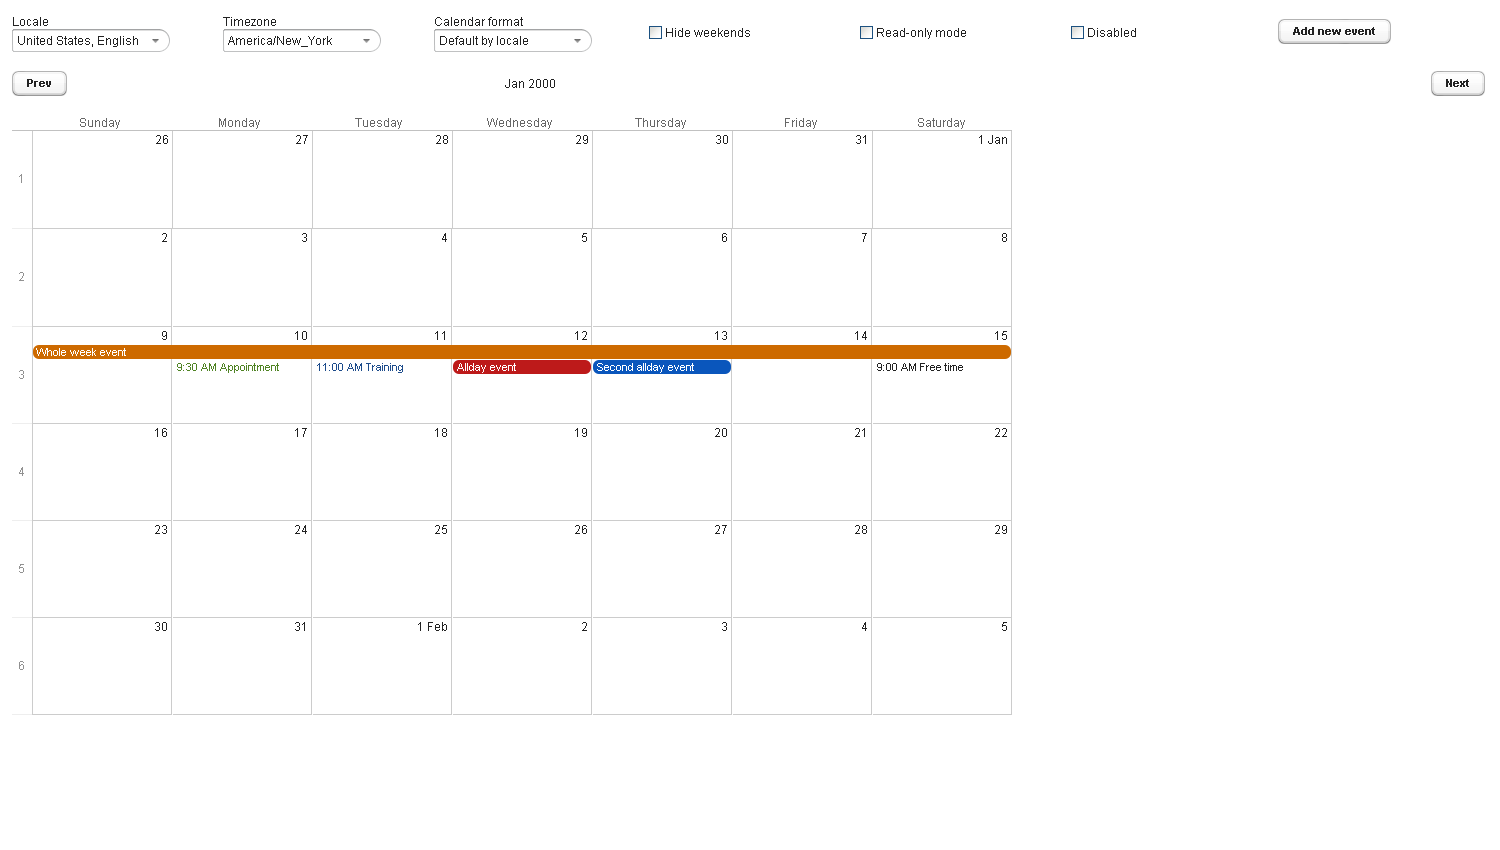 Locale
Timezone
Calendar format
United States, English
America/New_York
Default by locale
Hide weekends
Read-only mode
Disabled
Add new event
Prev
Jan 2000
Next
Sunday Monday Tuesday Wednesday Thursday Friday Saturday
26 27 28 29 30 31 1 Jan
1
2 3 4 5 6 7 8
2
9 10 11 12 13 14 15
Whole week event
9:30 AM Appointment 11:00 AM Training Allday event Second allday event 9:00 AM Free time
3
16 17 18 19 20 21 22
4
23 24 25 26 27 28 29
5
30 31 1 Feb 2 3 4 5
6